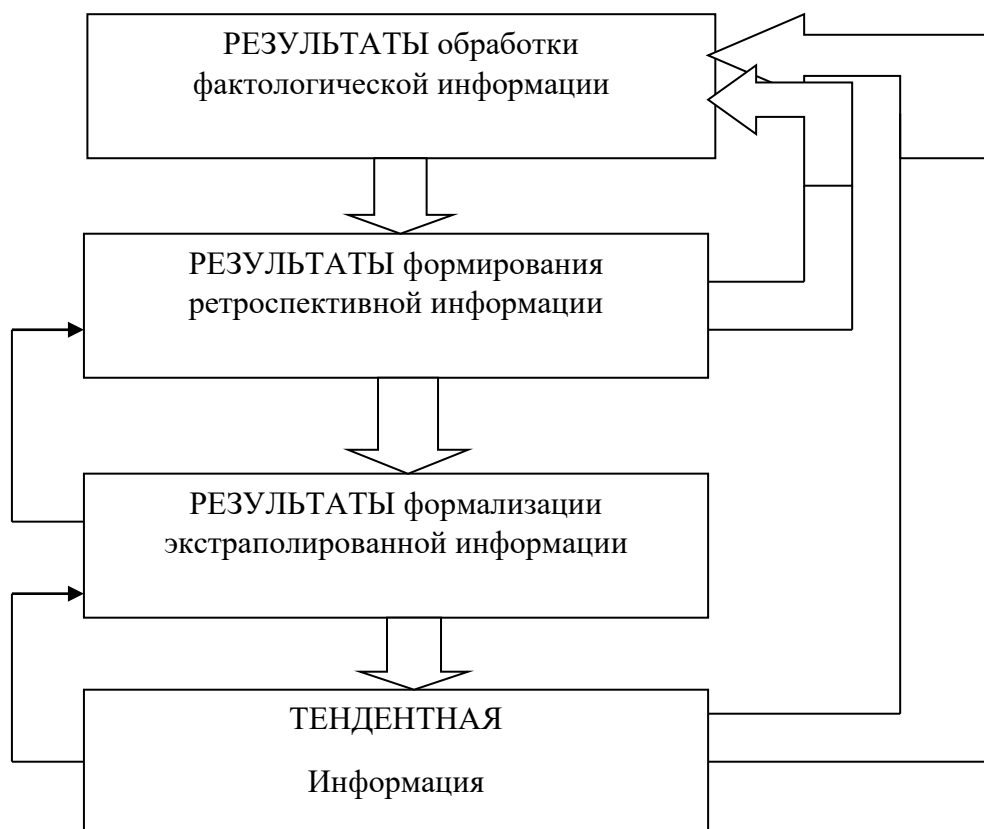 РЕЗУЛЬТАТЫ обработки
фактологической информации
РЕЗУЛЬТАТЫ формирования
ретроспективной информации
РЕЗУЛЬТАТЫ формализации
экстраполированной информации
ТЕНДЕНТНАЯ
Информация